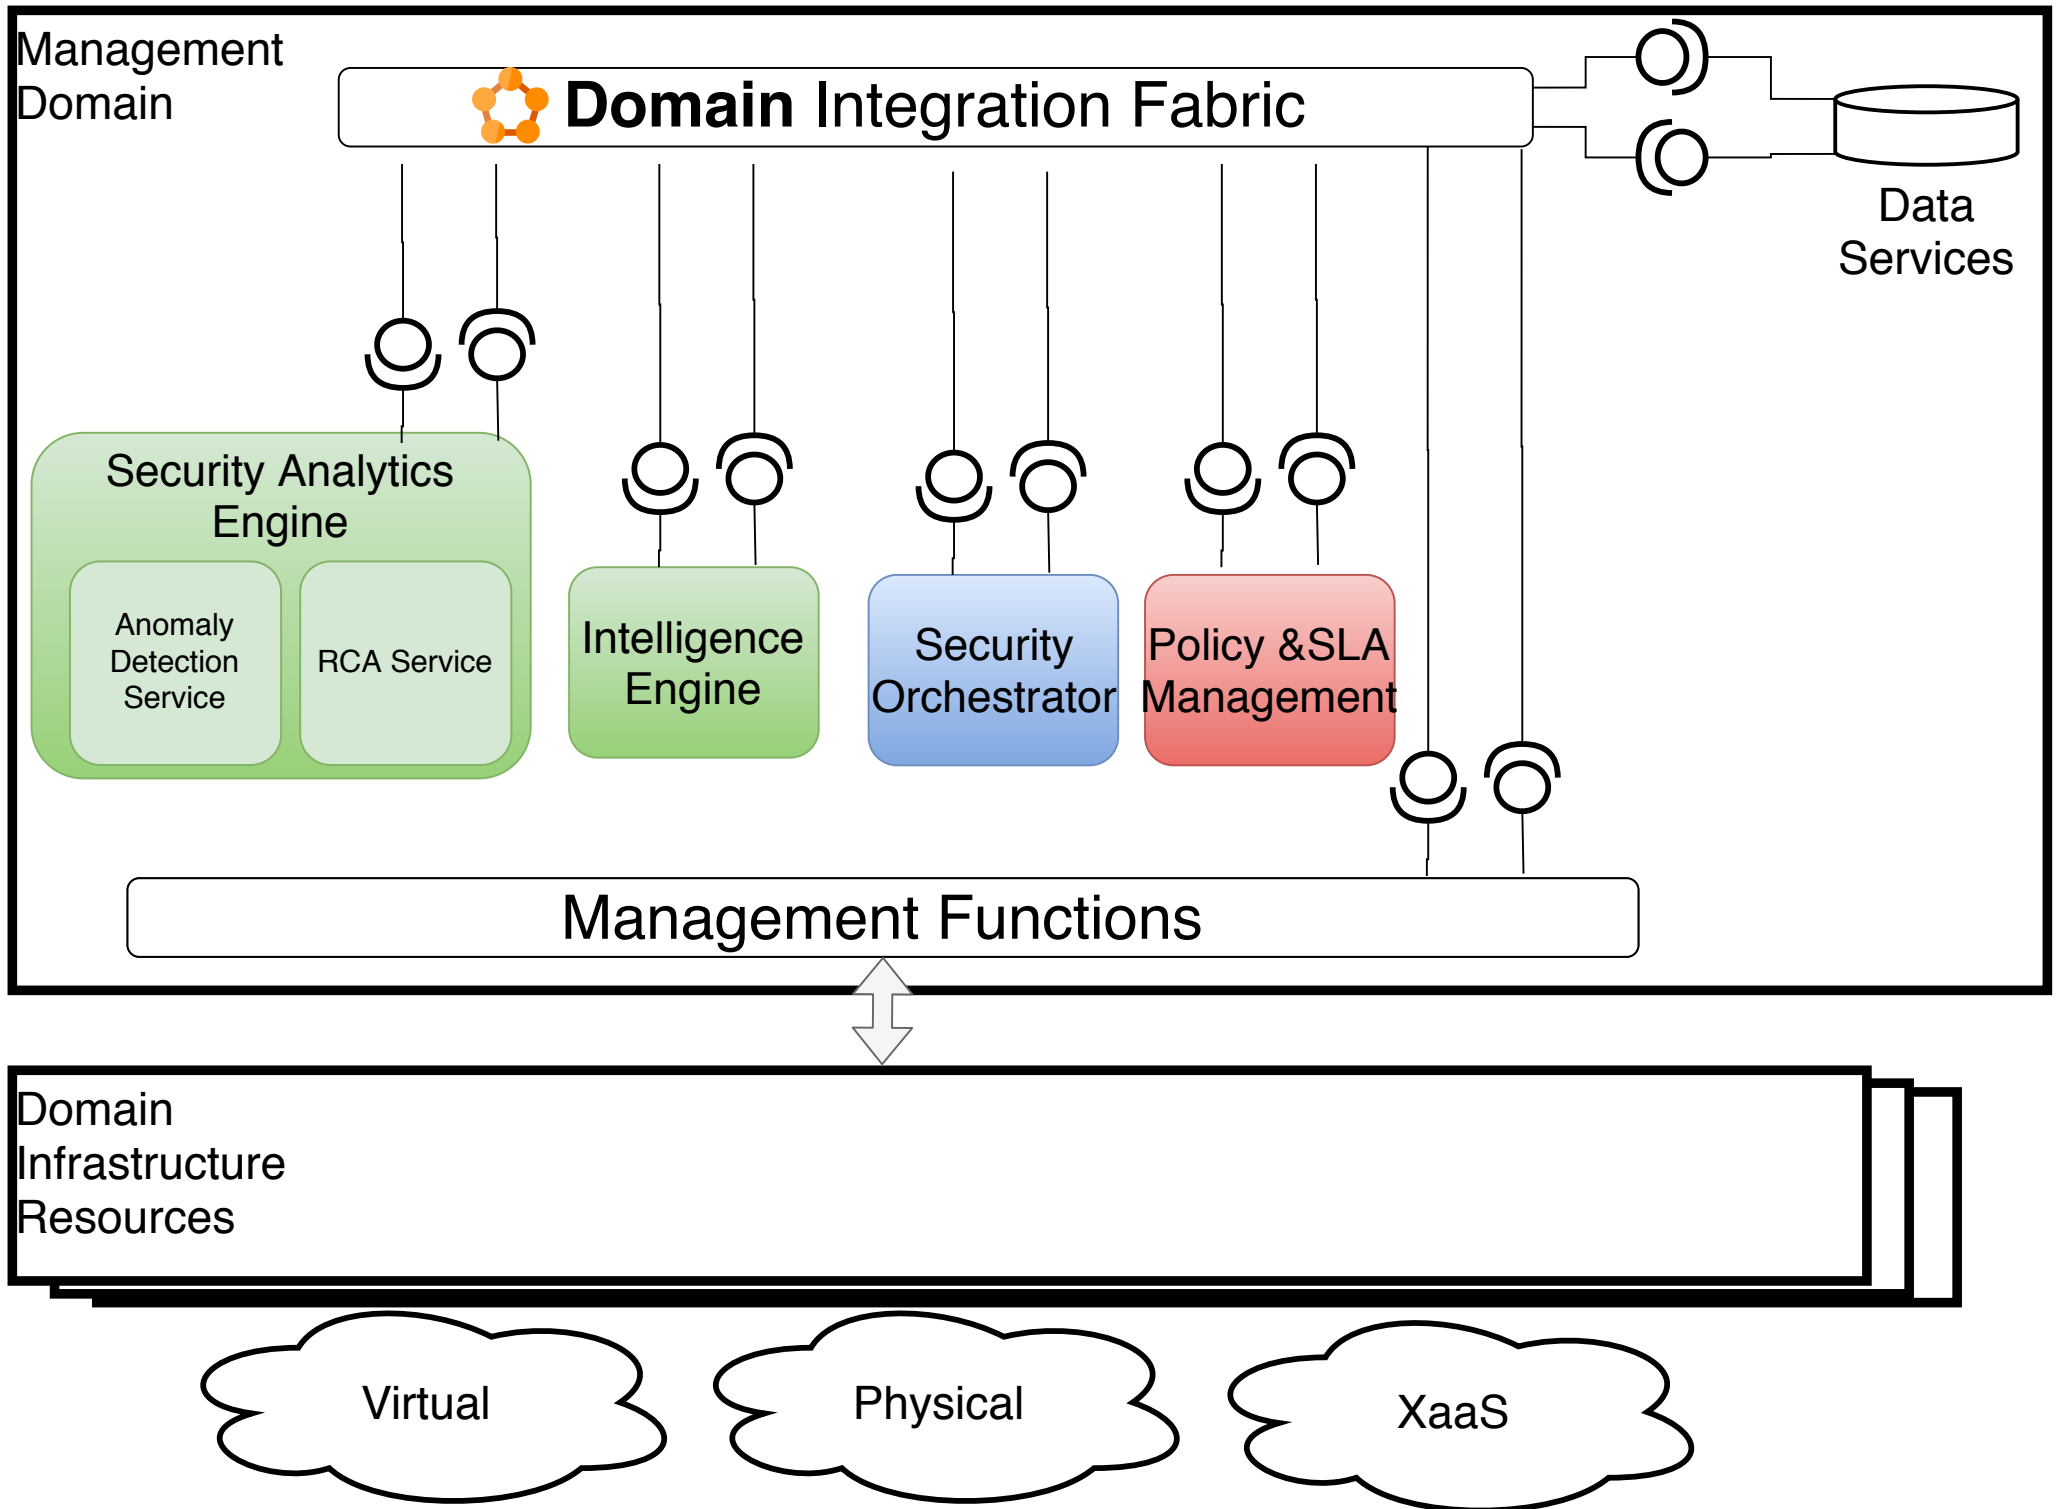 Management
Domain
Domain Integration Fabric
Data
Services
Security Analytics
Engine
Anomaly
Detection
Service
RCA Service
Intelligence
Engine
Security
Orchestrator
Policy &SLA
Management
Management Functions
Domain
Infrastructure
Resources
Virtual
Physical
XaaS